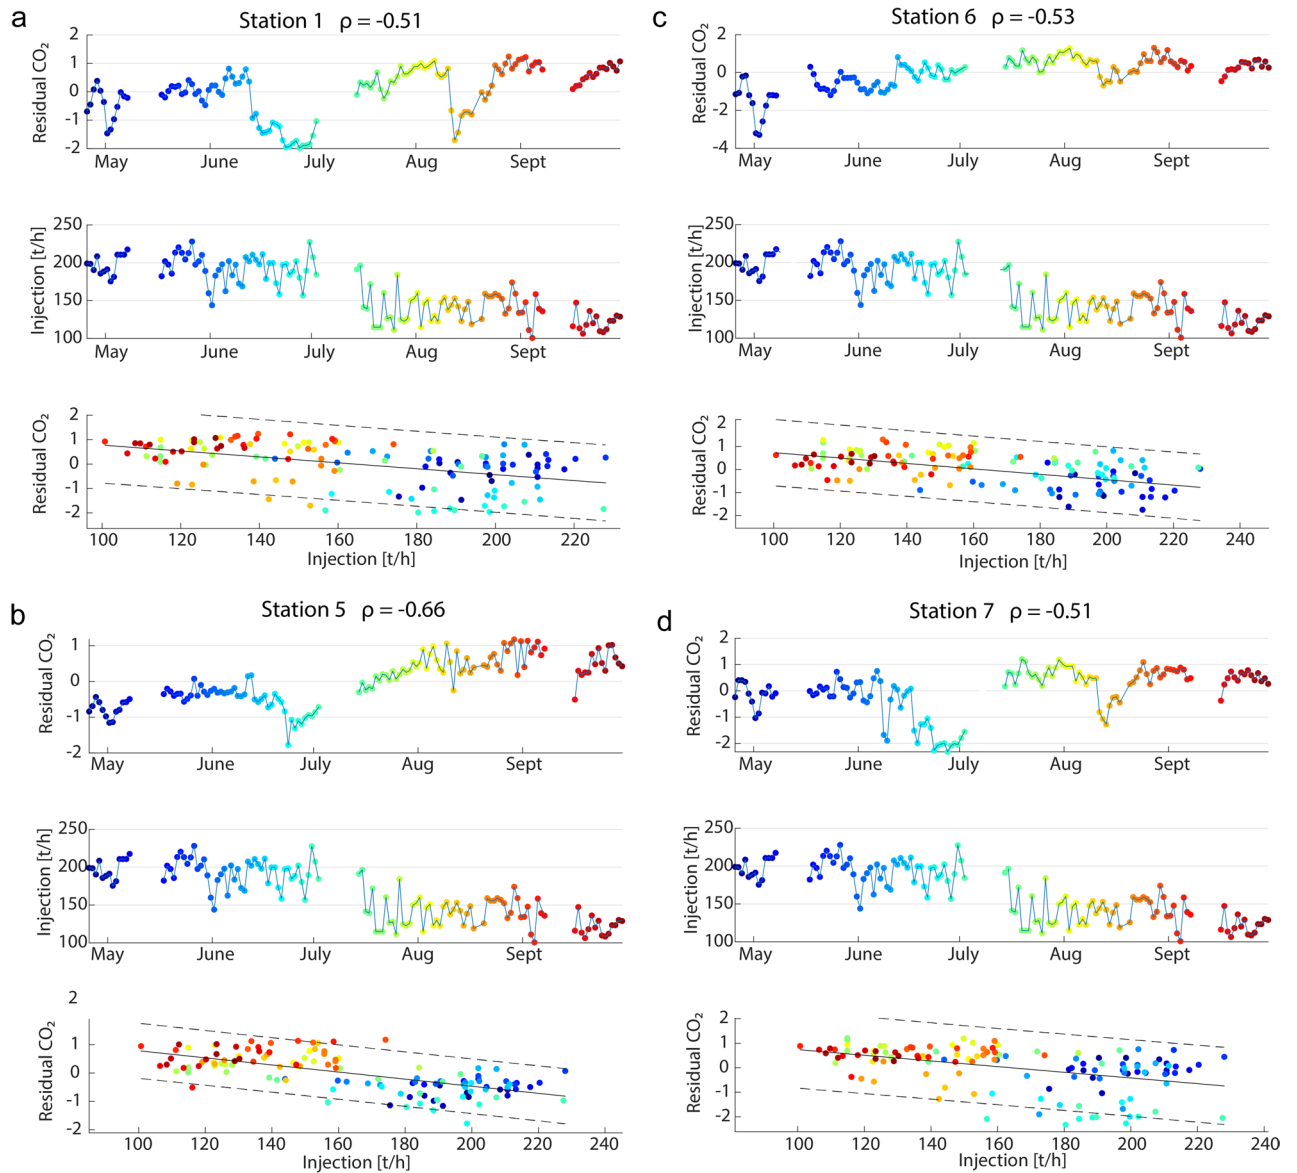 a
Station 1 ρ = -0.51
Residual CO₂
2
1
0
-1
-2
May June July Aug Sept
Injection [t/h]
250
200
150
100
May June July Aug Sept
Residual CO₂
2
1
0
-1
-2
100 120 140 160 180 200 220
Injection [t/h]
b
Station 5 ρ = -0.66
Residual CO₂
1
0
-1
-2
May June July Aug Sept
Injection [t/h]
250
200
150
100
May June July Aug Sept
Residual CO₂
2
1
0
-1
-2
100 120 140 160 180 200 220 240
Injection [t/h]
c
Station 6 ρ = -0.53
Residual CO₂
2
0
-2
-4
May June July Aug Sept
Injection [t/h]
250
200
150
100
May June July Aug Sept
Residual CO₂
2
1
0
-1
-2
100 120 140 160 180 200 220 240
Injection [t/h]
d
Station 7 ρ = -0.51
Residual CO₂
2
1
0
-1
-2
May June July Aug Sept
Injection [t/h]
250
200
150
100
May June July Aug Sept
Residual CO₂
2
1
0
-1
-2
100 120 140 160 180 200 220 240
Injection [t/h]